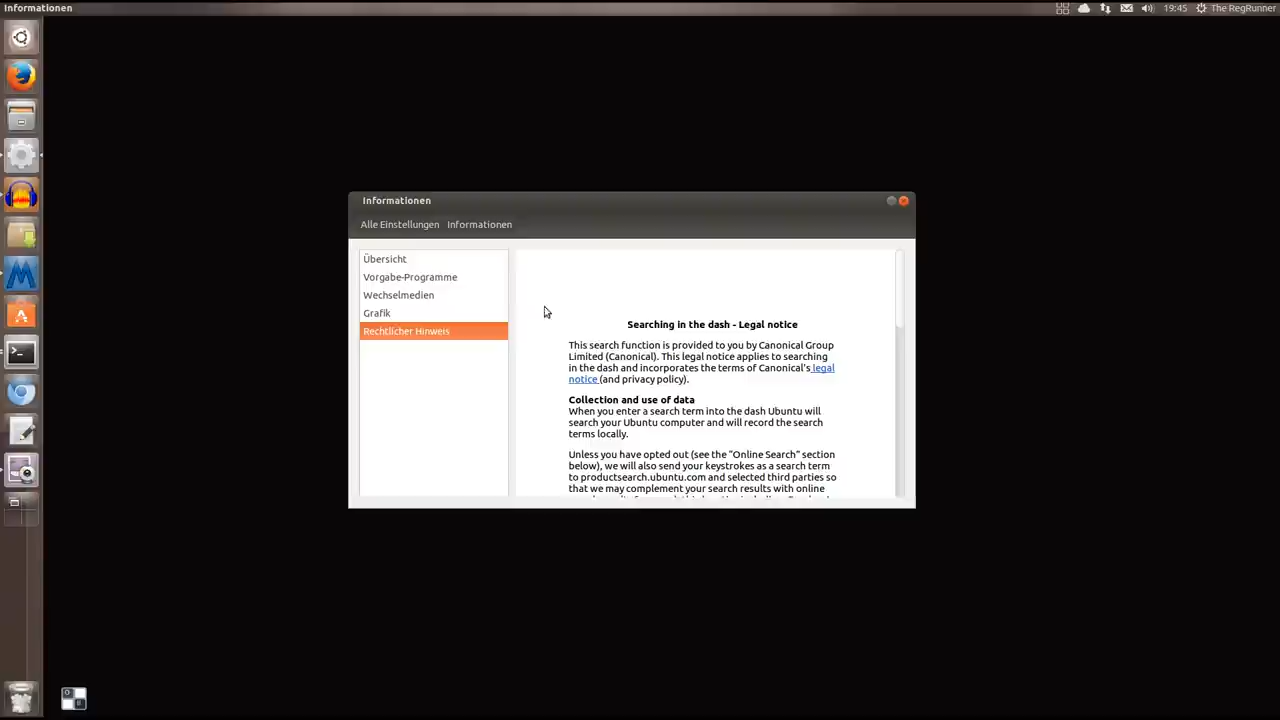 Informationen
19:45
The RegRunner
Informationen
Alle Einstellungen Informationen
Übersicht
Vorgabe-Programme
Wechselmedien
Grafik
Rechtlicher Hinweis
Searching in the dash - Legal notice
This search function is provided to you by Canonical Group
Limited (Canonical). This legal notice applies to searching
in the dash and incorporates the terms of Canonical's legal
notice (and privacy policy).
Collection and use of data
When you enter a search term into the dash Ubuntu will
search your Ubuntu computer and will record the search
terms locally.
Unless you have opted out (see the "Online Search" section
below), we will also send your keystrokes as a search term
to productsearch.ubuntu.com and selected third parties so
that we may complement your search results with online